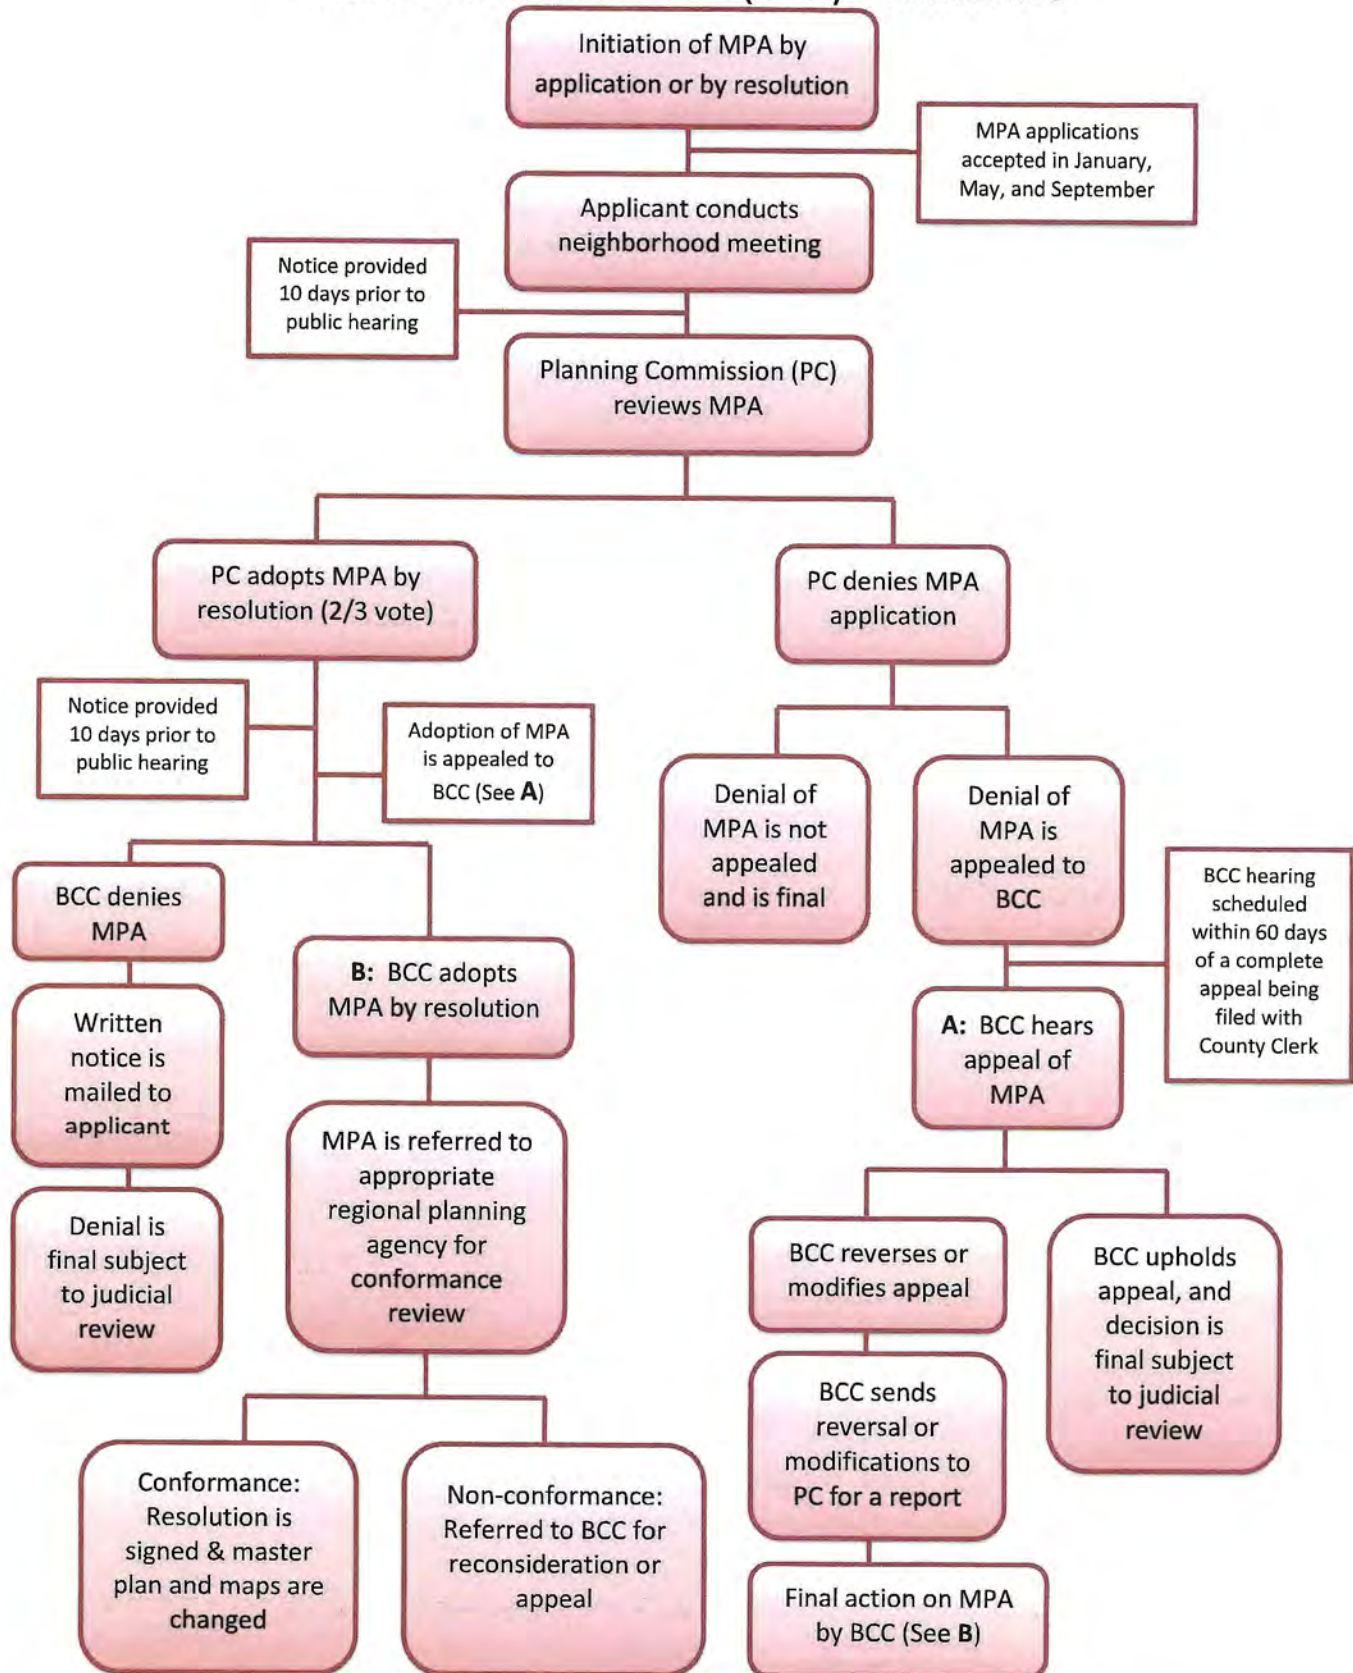 Initiation of MPA by
application or by resolution
MPA applications
accepted in January,
May, and September
Applicant conducts
neighborhood meeting
Notice provided
10 days prior to
public hearing
Planning Commission (PC)
reviews MPA
PC adopts MPA by
resolution (2/3 vote)
PC denies MPA
application
Notice provided
10 days prior to
public hearing
Adoption of MPA
is appealed to
BCC (See A)
Denial of
MPA is not
appealed
and is final
Denial of
MPA is
appealed to
BCC
BCC hearing
scheduled
within 60 days
of a complete
appeal being
filed with
County Clerk
BCC denies
MPA
B: BCC adopts
MPA by resolution
Written
notice is
mailed to
applicant
A: BCC hears
appeal of
MPA
MPA is referred to
appropriate
regional planning
agency for
conformance
review
Denial is
final subject
to judicial
review
BCC reverses or
modifies appeal
BCC upholds
appeal, and
decision is
final subject
to judicial
review
BCC sends
reversal or
modifications to
PC for a report
Conformance:
Resolution is
signed & master
plan and maps are
changed
Non-conformance:
Referred to BCC for
reconsideration or
appeal
Final action on MPA
by BCC (See B)